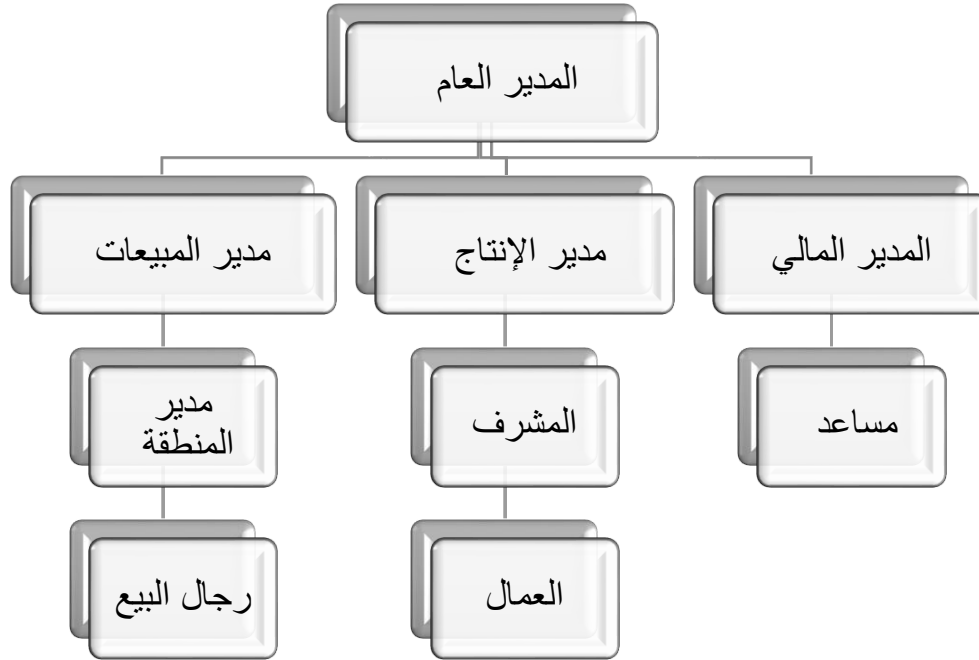 المدير العام
المدير المالي
مدير الإنتاج
مدير المبيعات
مساعد
المشرف
مدير
المنطقة
العمال
رجال البيع